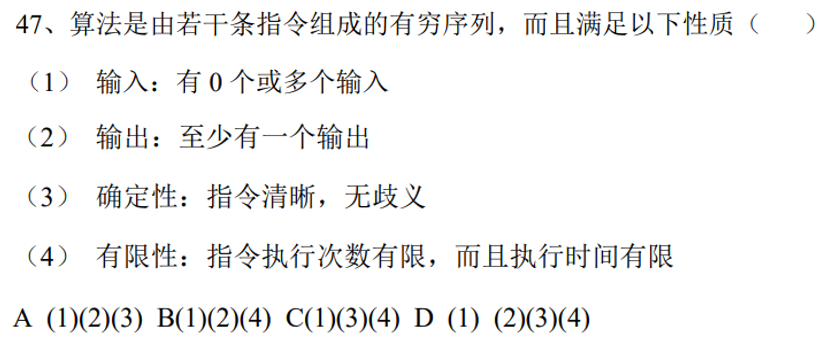 47、算法是由若干条指令组成的有穷序列，而且满足以下性质（　　）
（1） 输入：有 0 个或多个输入
（2） 输出：至少有一个输出
（3） 确定性：指令清晰，无歧义
（4） 有限性：指令执行次数有限，而且执行时间有限
A (1)(2)(3) B(1)(2)(4) C(1)(3)(4) D (1) (2)(3)(4)